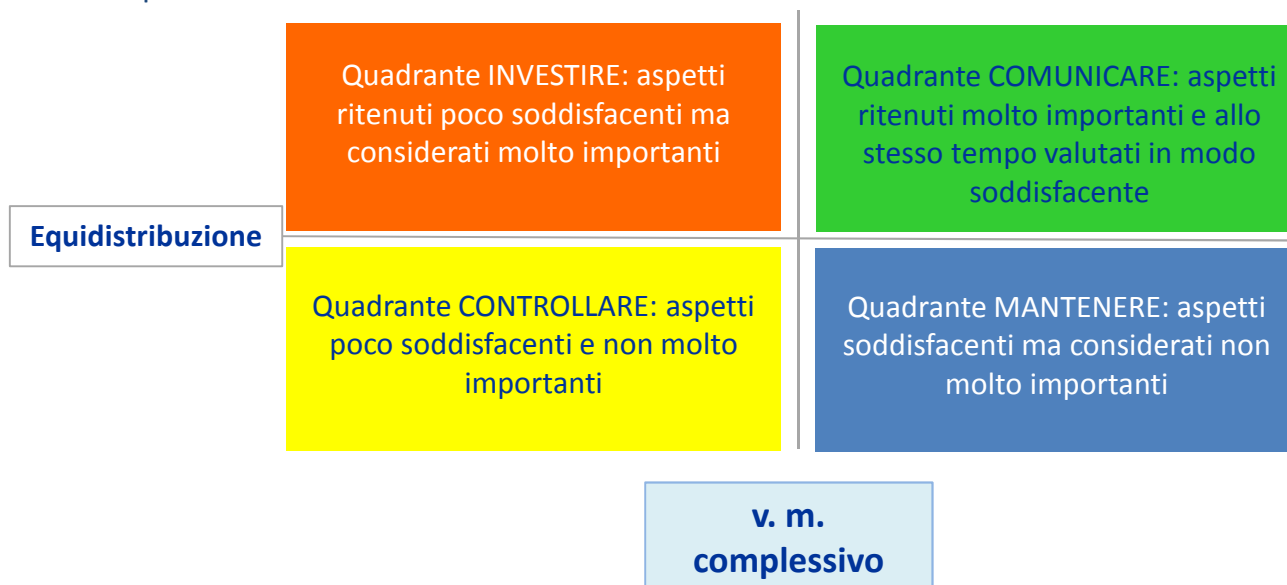 Quadrante INVESTIRE: aspetti
ritenuti poco soddisfacenti ma
considerati molto importanti
Quadrante COMUNICARE: aspetti
ritenuti molto importanti e allo
stesso tempo valutati in modo
soddisfacente
Equidistribuzione
Quadrante CONTROLLARE: aspetti
poco soddisfacenti e non molto
importanti
Quadrante MANTENERE: aspetti
soddisfacenti ma considerati non
molto importanti
v. m.
complessivo